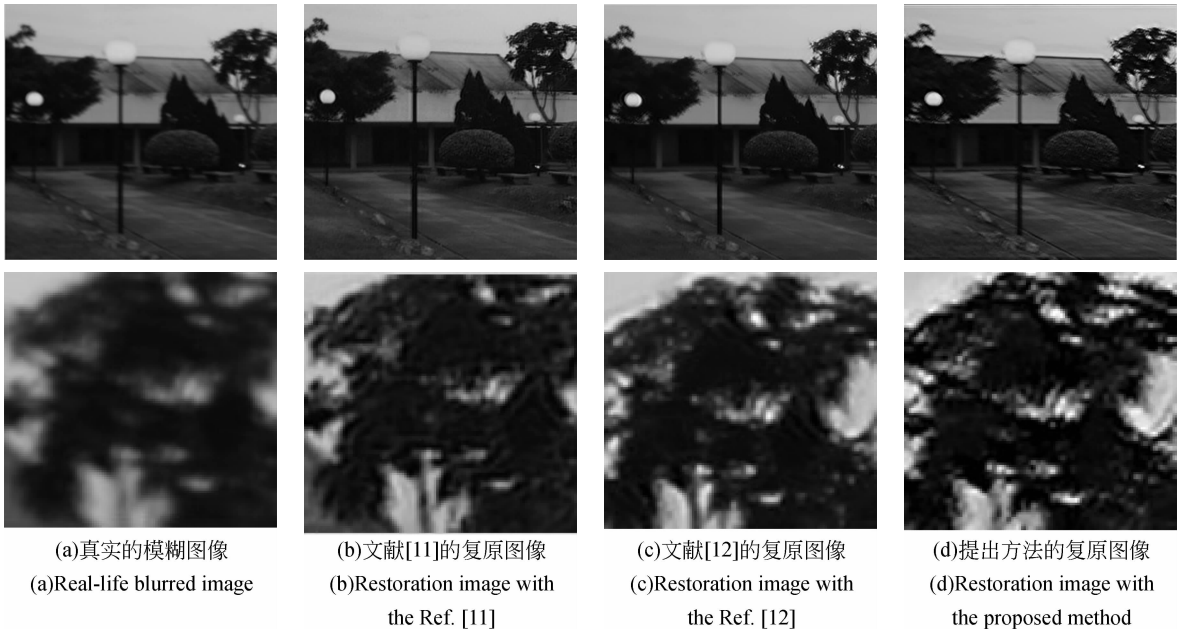 (a)真实的模糊图像
(a)Real-life blurred image
(b)文献[11]的复原图像
(b)Restoration image with
the Ref. [11]
(c)文献[12]的复原图像
(c)Restoration image with
the Ref. [12]
(d)提出方法的复原图像
(d)Restoration image with
the proposed method